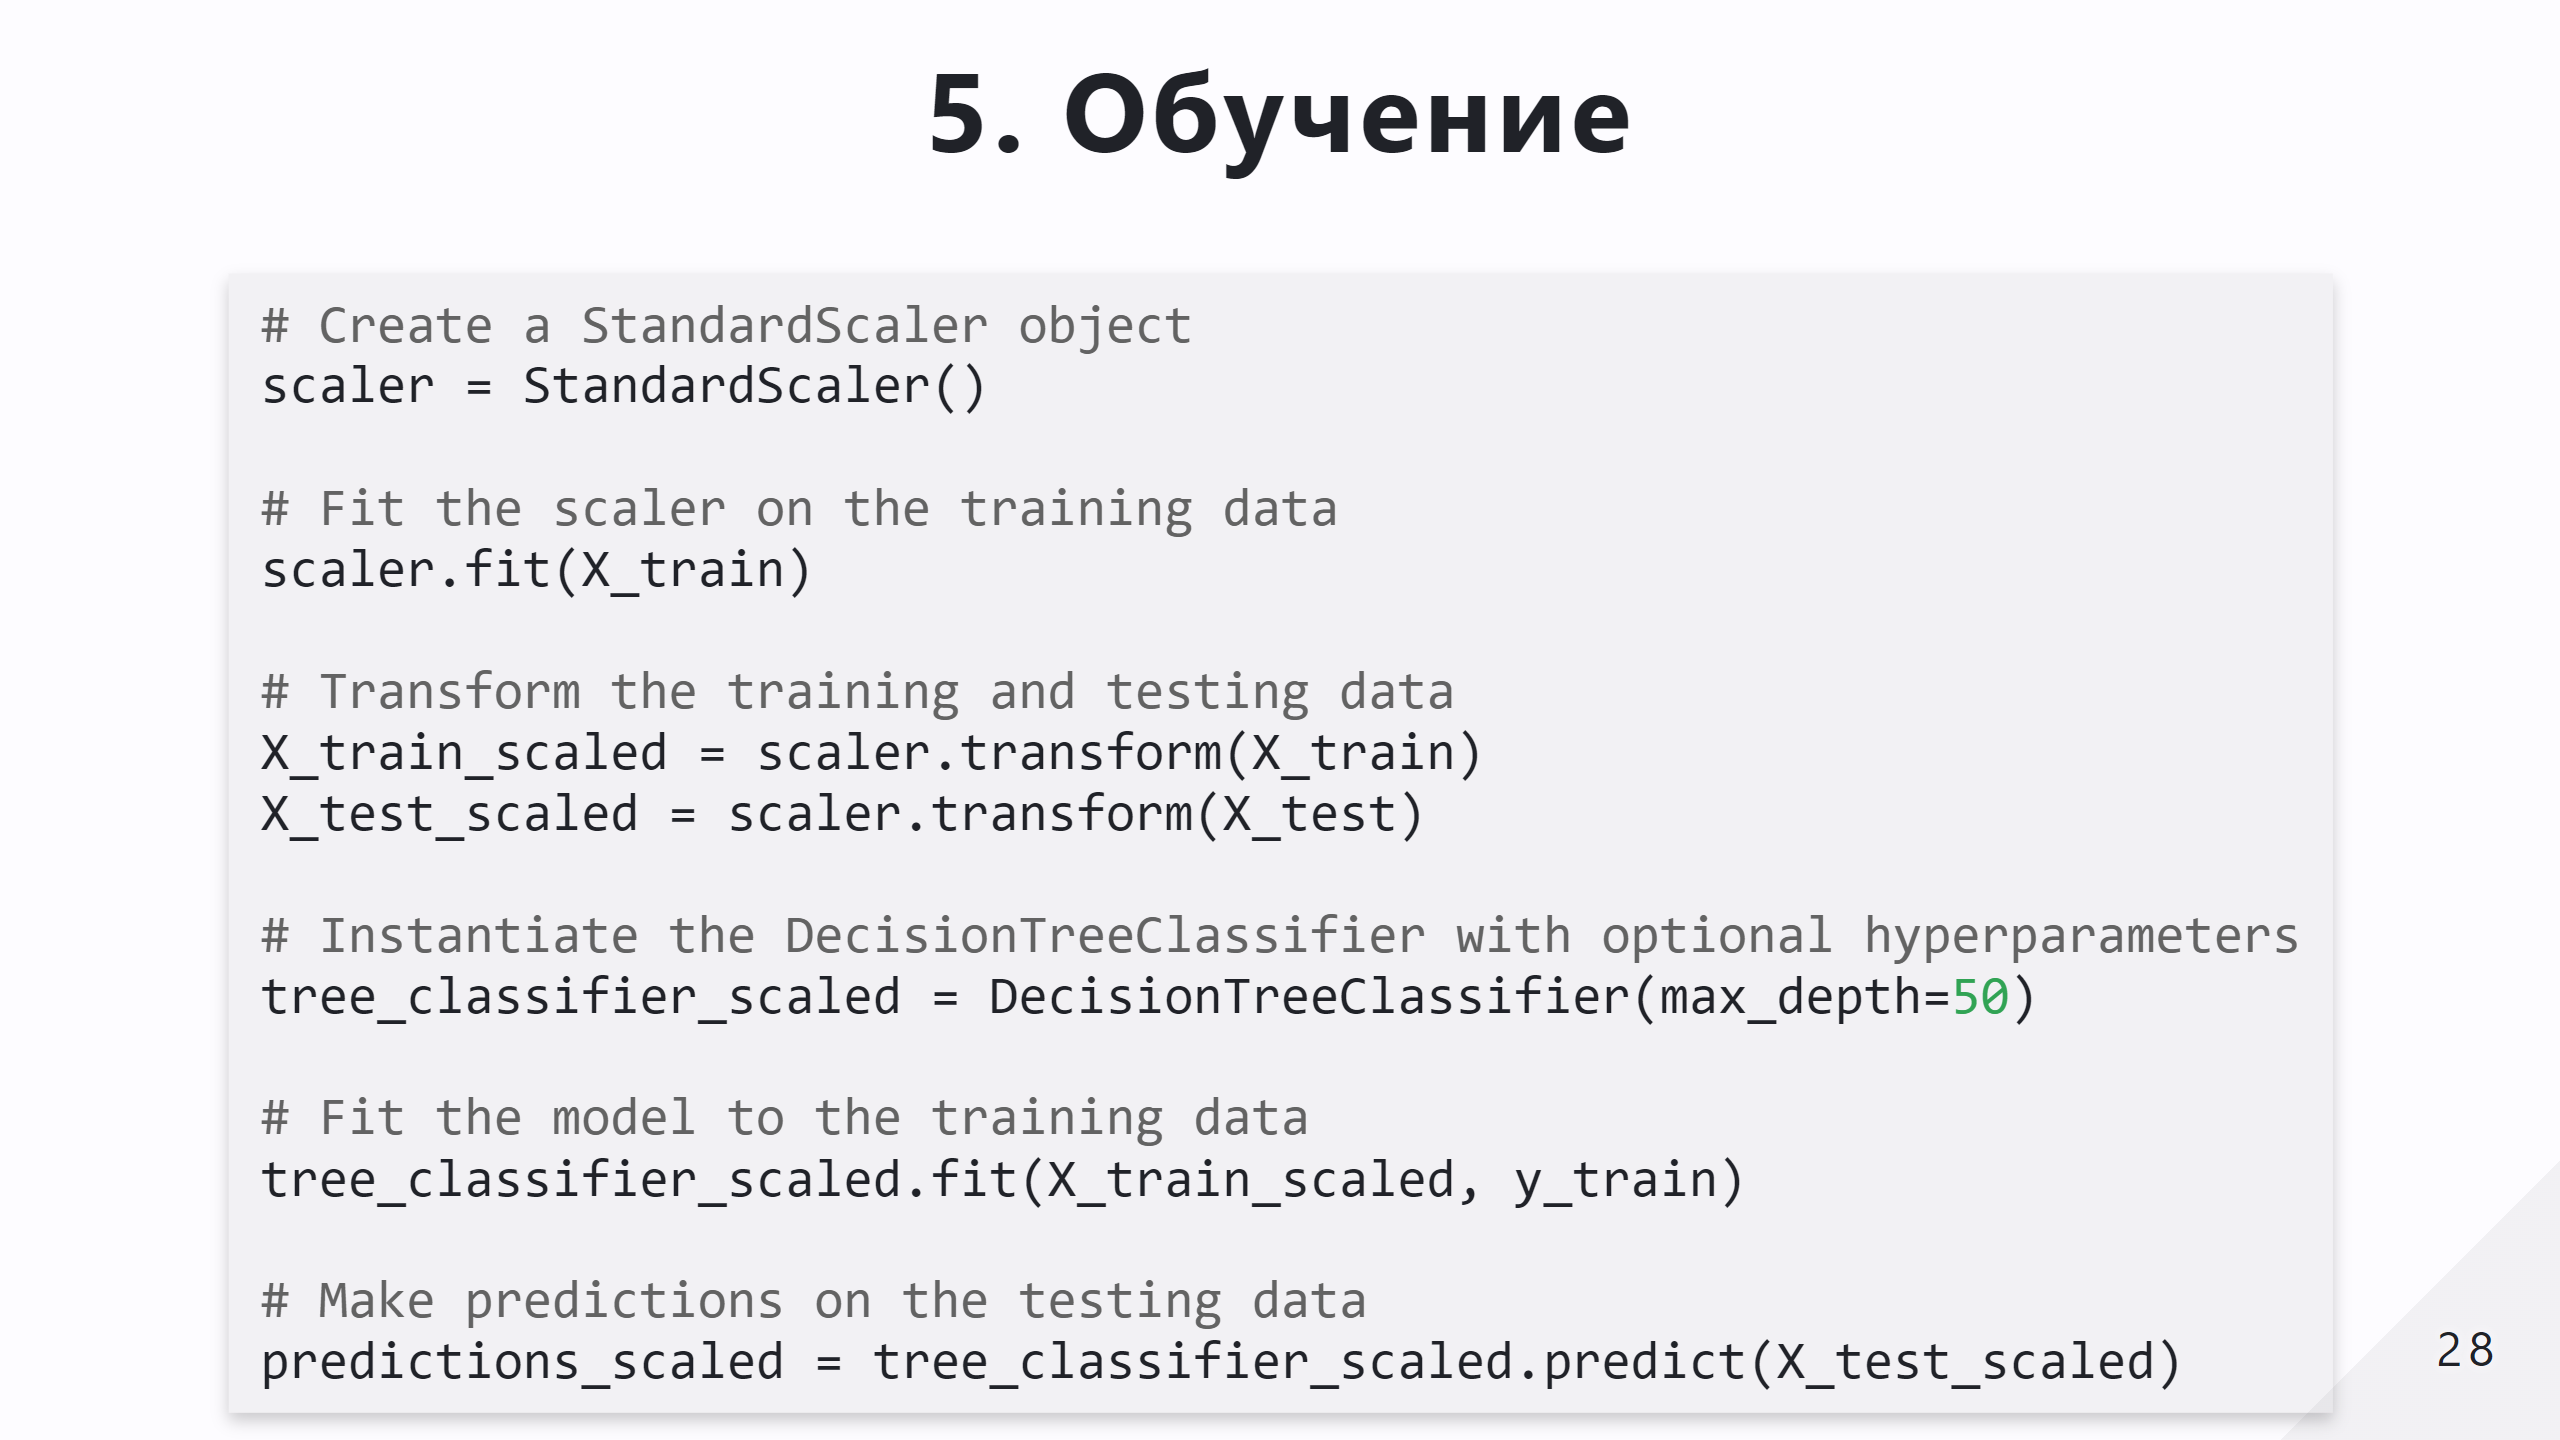 5. Обучение
# Create a StandardScaler object
scaler = StandardScaler()
# Fit the scaler on the training data
scaler.fit(X_train)
# Transform the training and testing data
X_train_scaled = scaler.transform(X_train)
X_test_scaled = scaler.transform(X_test)
# Instantiate the DecisionTreeClassifier with optional hyperparameters
tree_classifier_scaled = DecisionTreeClassifier(max_depth=50)
# Fit the model to the training data
tree_classifier_scaled.fit(X_train_scaled, y_train)
# Make predictions on the testing data
predictions_scaled = tree_classifier_scaled.predict(X_test_scaled)
28